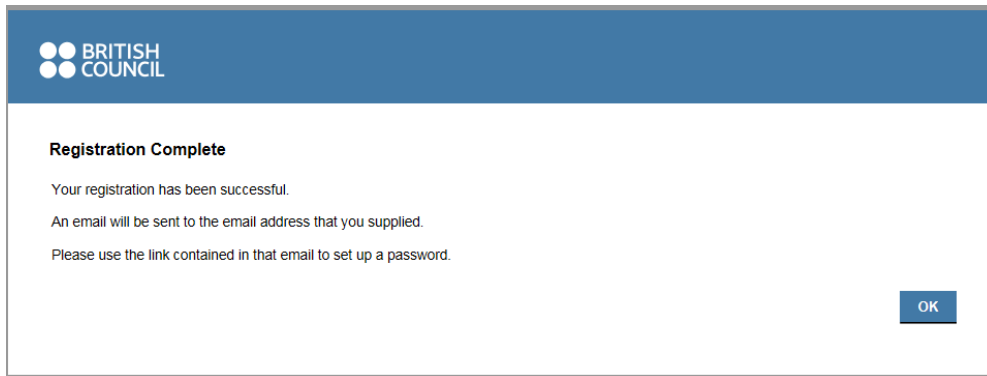 BRITISH
COUNCIL
Registration Complete
Your registration has been successful.
An email will be sent to the email address that you supplied.
Please use the link contained in that email to set up a password.
OK